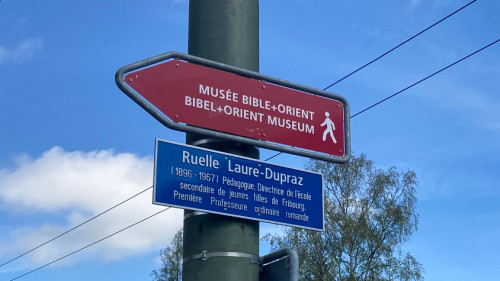 MUSÉE BIBLE+ORIENT
BIBEL+ORIENT MUSEUM
Ruelle Laure-Dupraz
(1896-1967) Pédagogue, Directrice de l'école
secondaire de jeunes filles de Fribourg.
Première Professeure ordinaire romande